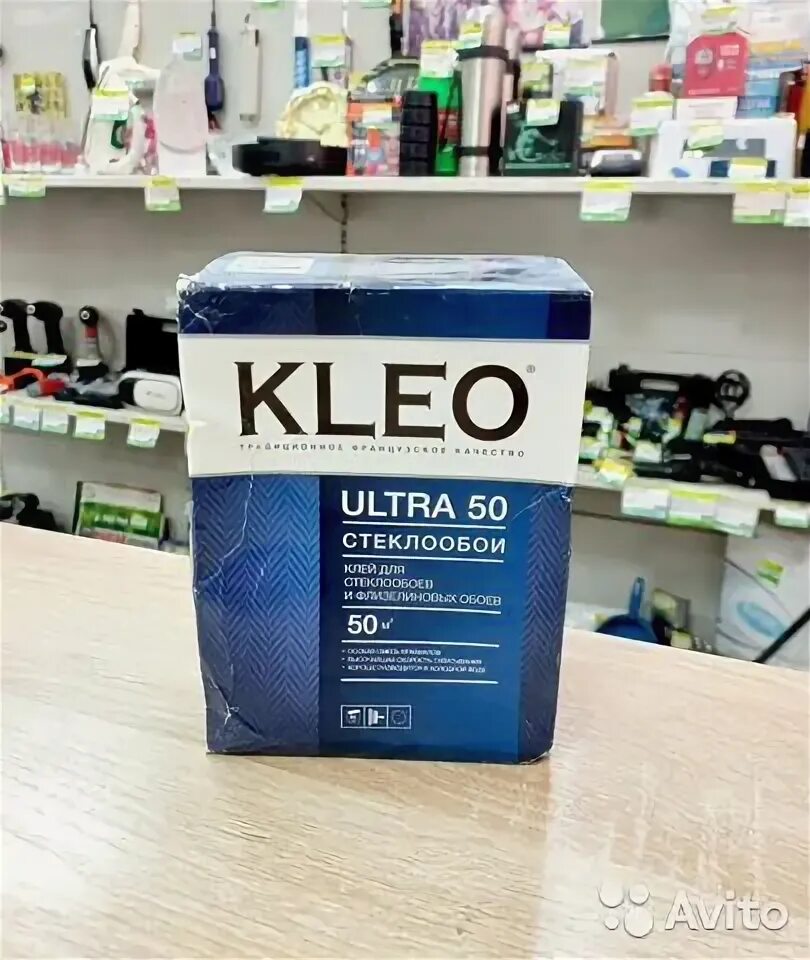 KLEO®
ТРАДИЦИОННОЕ ФРАНЦУЗСКОЕ КАЧЕСТВО
ULTRA 50
СТЕКЛООБОИ
КЛЕЙ ДЛЯ
СТЕКЛООБОЕВ
И ФЛИЗЕЛИНОВЫХ ОБОЕВ
50 м²
Avito